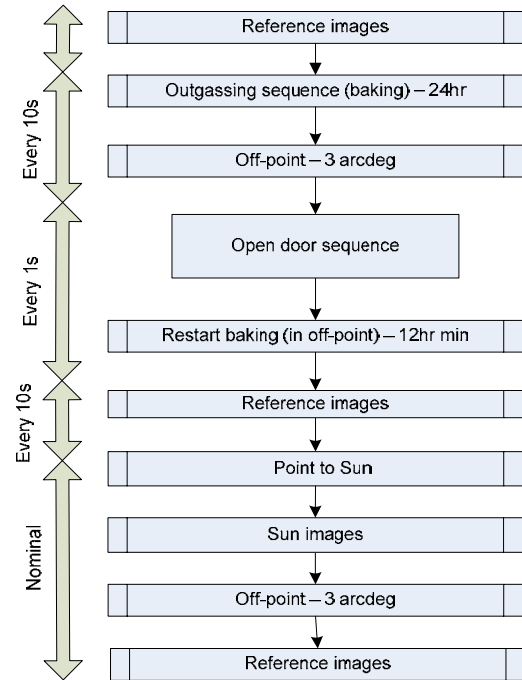 Reference images
Outgassing sequence (baking) – 24hr
Every 10s
Off-point – 3 arcdeg
Open door sequence
Every 1s
Restart baking (in off-point) – 12hr min
Reference images
Every 10s
Point to Sun
Sun images
Nominal
Off-point – 3 arcdeg
Reference images